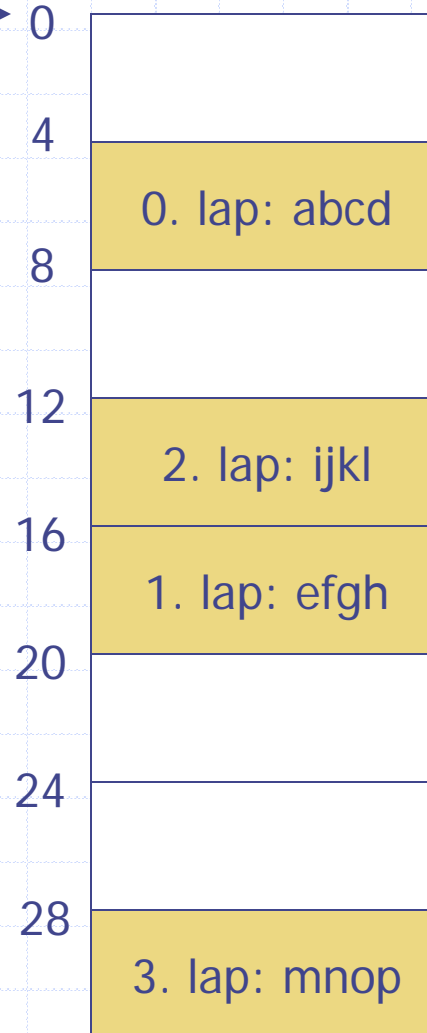 0
4
0. lap: abcd
8
12
2. lap: ijkl
16
1. lap: efgh
20
24
28
3. lap: mnop